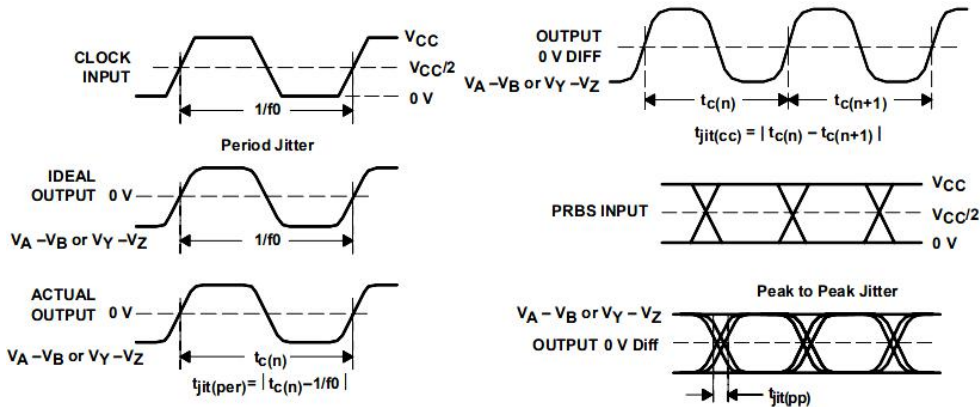 CLOCK
INPUT
VCC
VCC/2
0 V
1/f0
Period Jitter
IDEAL
OUTPUT 0 V
VA –VB or VY –VZ
1/f0
ACTUAL
OUTPUT 0 V
VA –VB or VY –VZ
tc(n)
tjit(per)= | tc(n)–1/f0 |
OUTPUT
0 V DIFF
VA –VB or VY –VZ
tc(n)
tc(n+1)
tjit(cc) = | tc(n) – tc(n+1) |
PRBS INPUT
VCC
VCC/2
0 V
Peak to Peak Jitter
VA – VB or VY – VZ
OUTPUT 0 V Diff
tjit(pp)